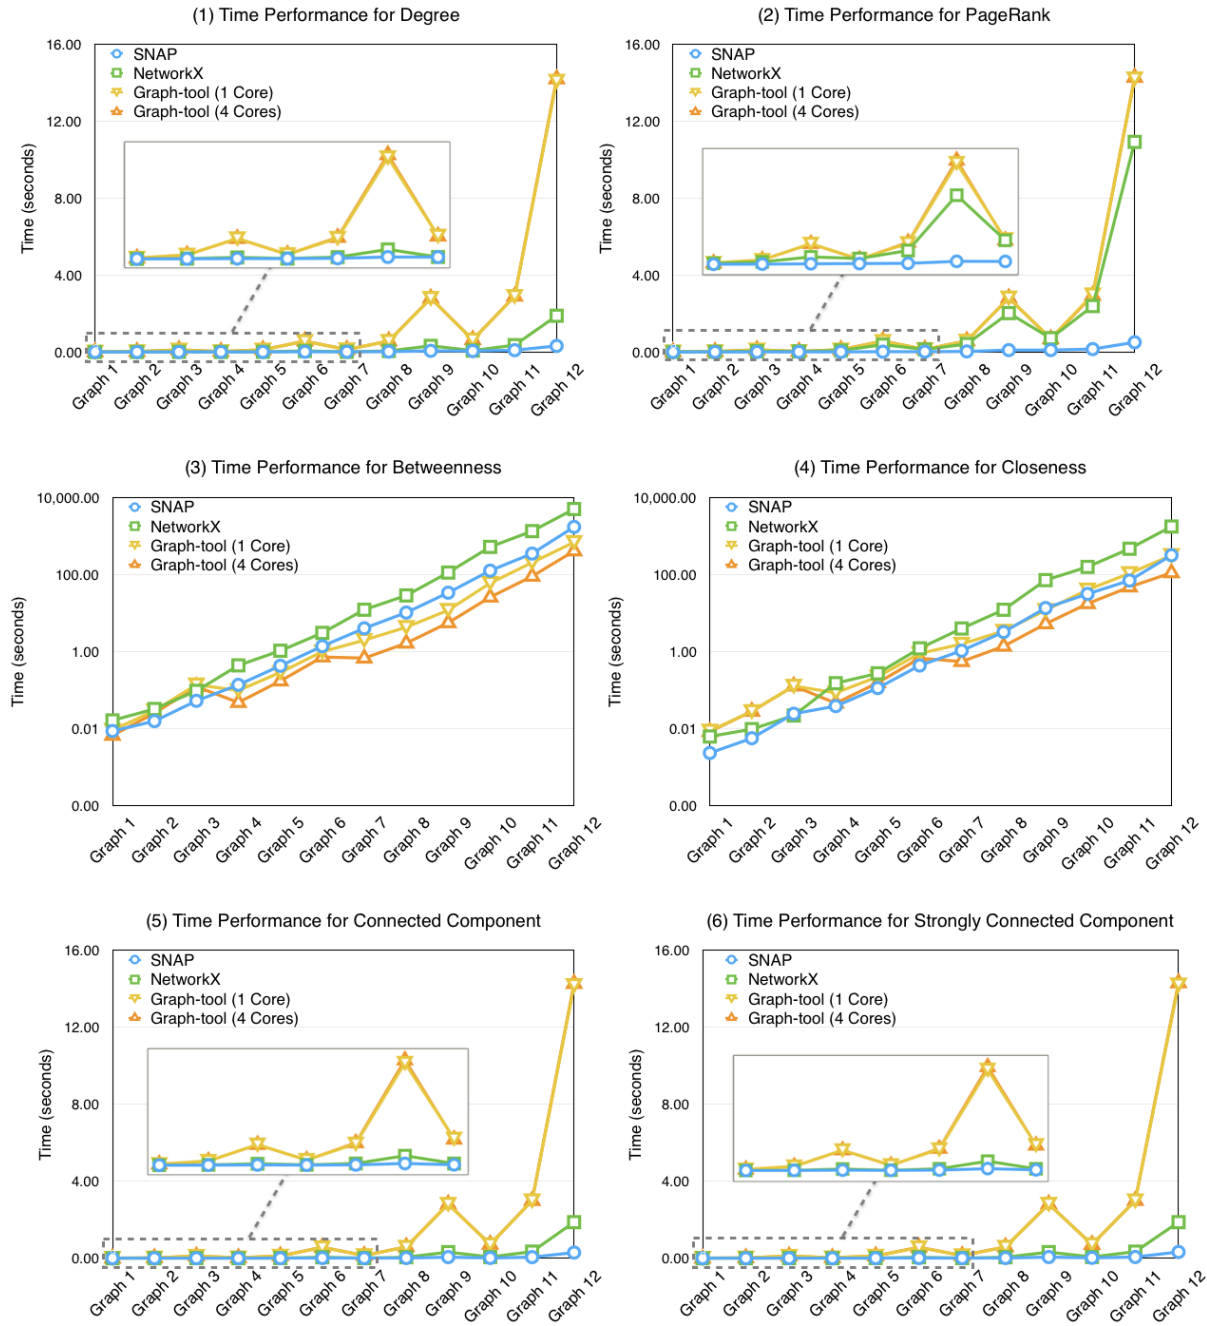 (1) Time Performance for Degree
16.00
12.00
8.00
4.00
0.00
Time (seconds)
SNAP
NetworkX
Graph-tool (1 Core)
Graph-tool (4 Cores)
Graph 1
Graph 2
Graph 3
Graph 4
Graph 5
Graph 6
Graph 7
Graph 8
Graph 9
Graph 10
Graph 11
Graph 12
(2) Time Performance for PageRank
16.00
12.00
8.00
4.00
0.00
Time (seconds)
SNAP
NetworkX
Graph-tool (1 Core)
Graph-tool (4 Cores)
Graph 1
Graph 2
Graph 3
Graph 4
Graph 5
Graph 6
Graph 7
Graph 8
Graph 9
Graph 10
Graph 11
Graph 12
(3) Time Performance for Betweenness
10,000.00
100.00
1.00
0.01
0.00
Time (seconds)
SNAP
NetworkX
Graph-tool (1 Core)
Graph-tool (4 Cores)
Graph 1
Graph 2
Graph 3
Graph 4
Graph 5
Graph 6
Graph 7
Graph 8
Graph 9
Graph 10
Graph 11
Graph 12
(4) Time Performance for Closeness
10,000.00
100.00
1.00
0.01
0.00
Time (seconds)
SNAP
NetworkX
Graph-tool (1 Core)
Graph-tool (4 Cores)
Graph 1
Graph 2
Graph 3
Graph 4
Graph 5
Graph 6
Graph 7
Graph 8
Graph 9
Graph 10
Graph 11
Graph 12
(5) Time Performance for Connected Component
16.00
12.00
8.00
4.00
0.00
Time (seconds)
SNAP
NetworkX
Graph-tool (1 Core)
Graph-tool (4 Cores)
Graph 1
Graph 2
Graph 3
Graph 4
Graph 5
Graph 6
Graph 7
Graph 8
Graph 9
Graph 10
Graph 11
Graph 12
(6) Time Performance for Strongly Connected Component
16.00
12.00
8.00
4.00
0.00
Time (seconds)
SNAP
NetworkX
Graph-tool (1 Core)
Graph-tool (4 Cores)
Graph 1
Graph 2
Graph 3
Graph 4
Graph 5
Graph 6
Graph 7
Graph 8
Graph 9
Graph 10
Graph 11
Graph 12